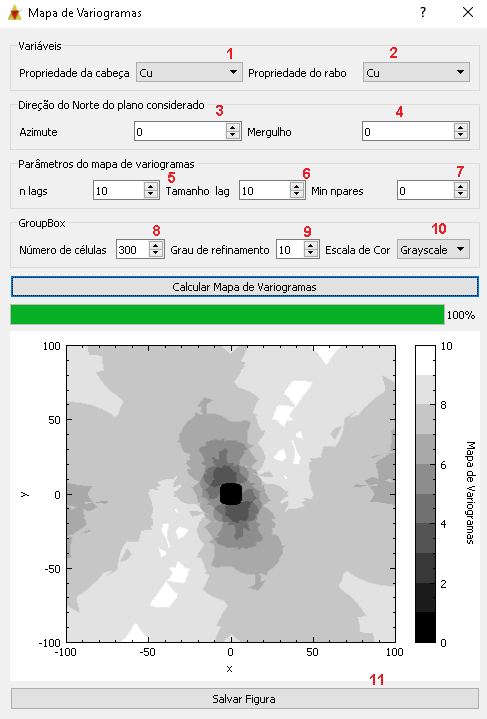 Mapa de Variogramas ? ×
Variáveis 1 2
Propriedade da cabeça Cu Propriedade do rabo Cu
Direção do Norte do plano considerado 3 4
Azimute 0 Mergulho 0
Parâmetros do mapa de variogramas 5 6 7
n lags 10 Tamanho lag 10 Min npares 0
GroupBox 8 9 10
Número de células 300 Grau de refinamento 10 Escala de Cor Grayscale
Calcular Mapa de Variogramas
100%
100 10
50 8
6
y 0 Mapa de Variogramas
4
-50 2
-100 0
-100 -50 0 50 100
x
11
Salvar Figura